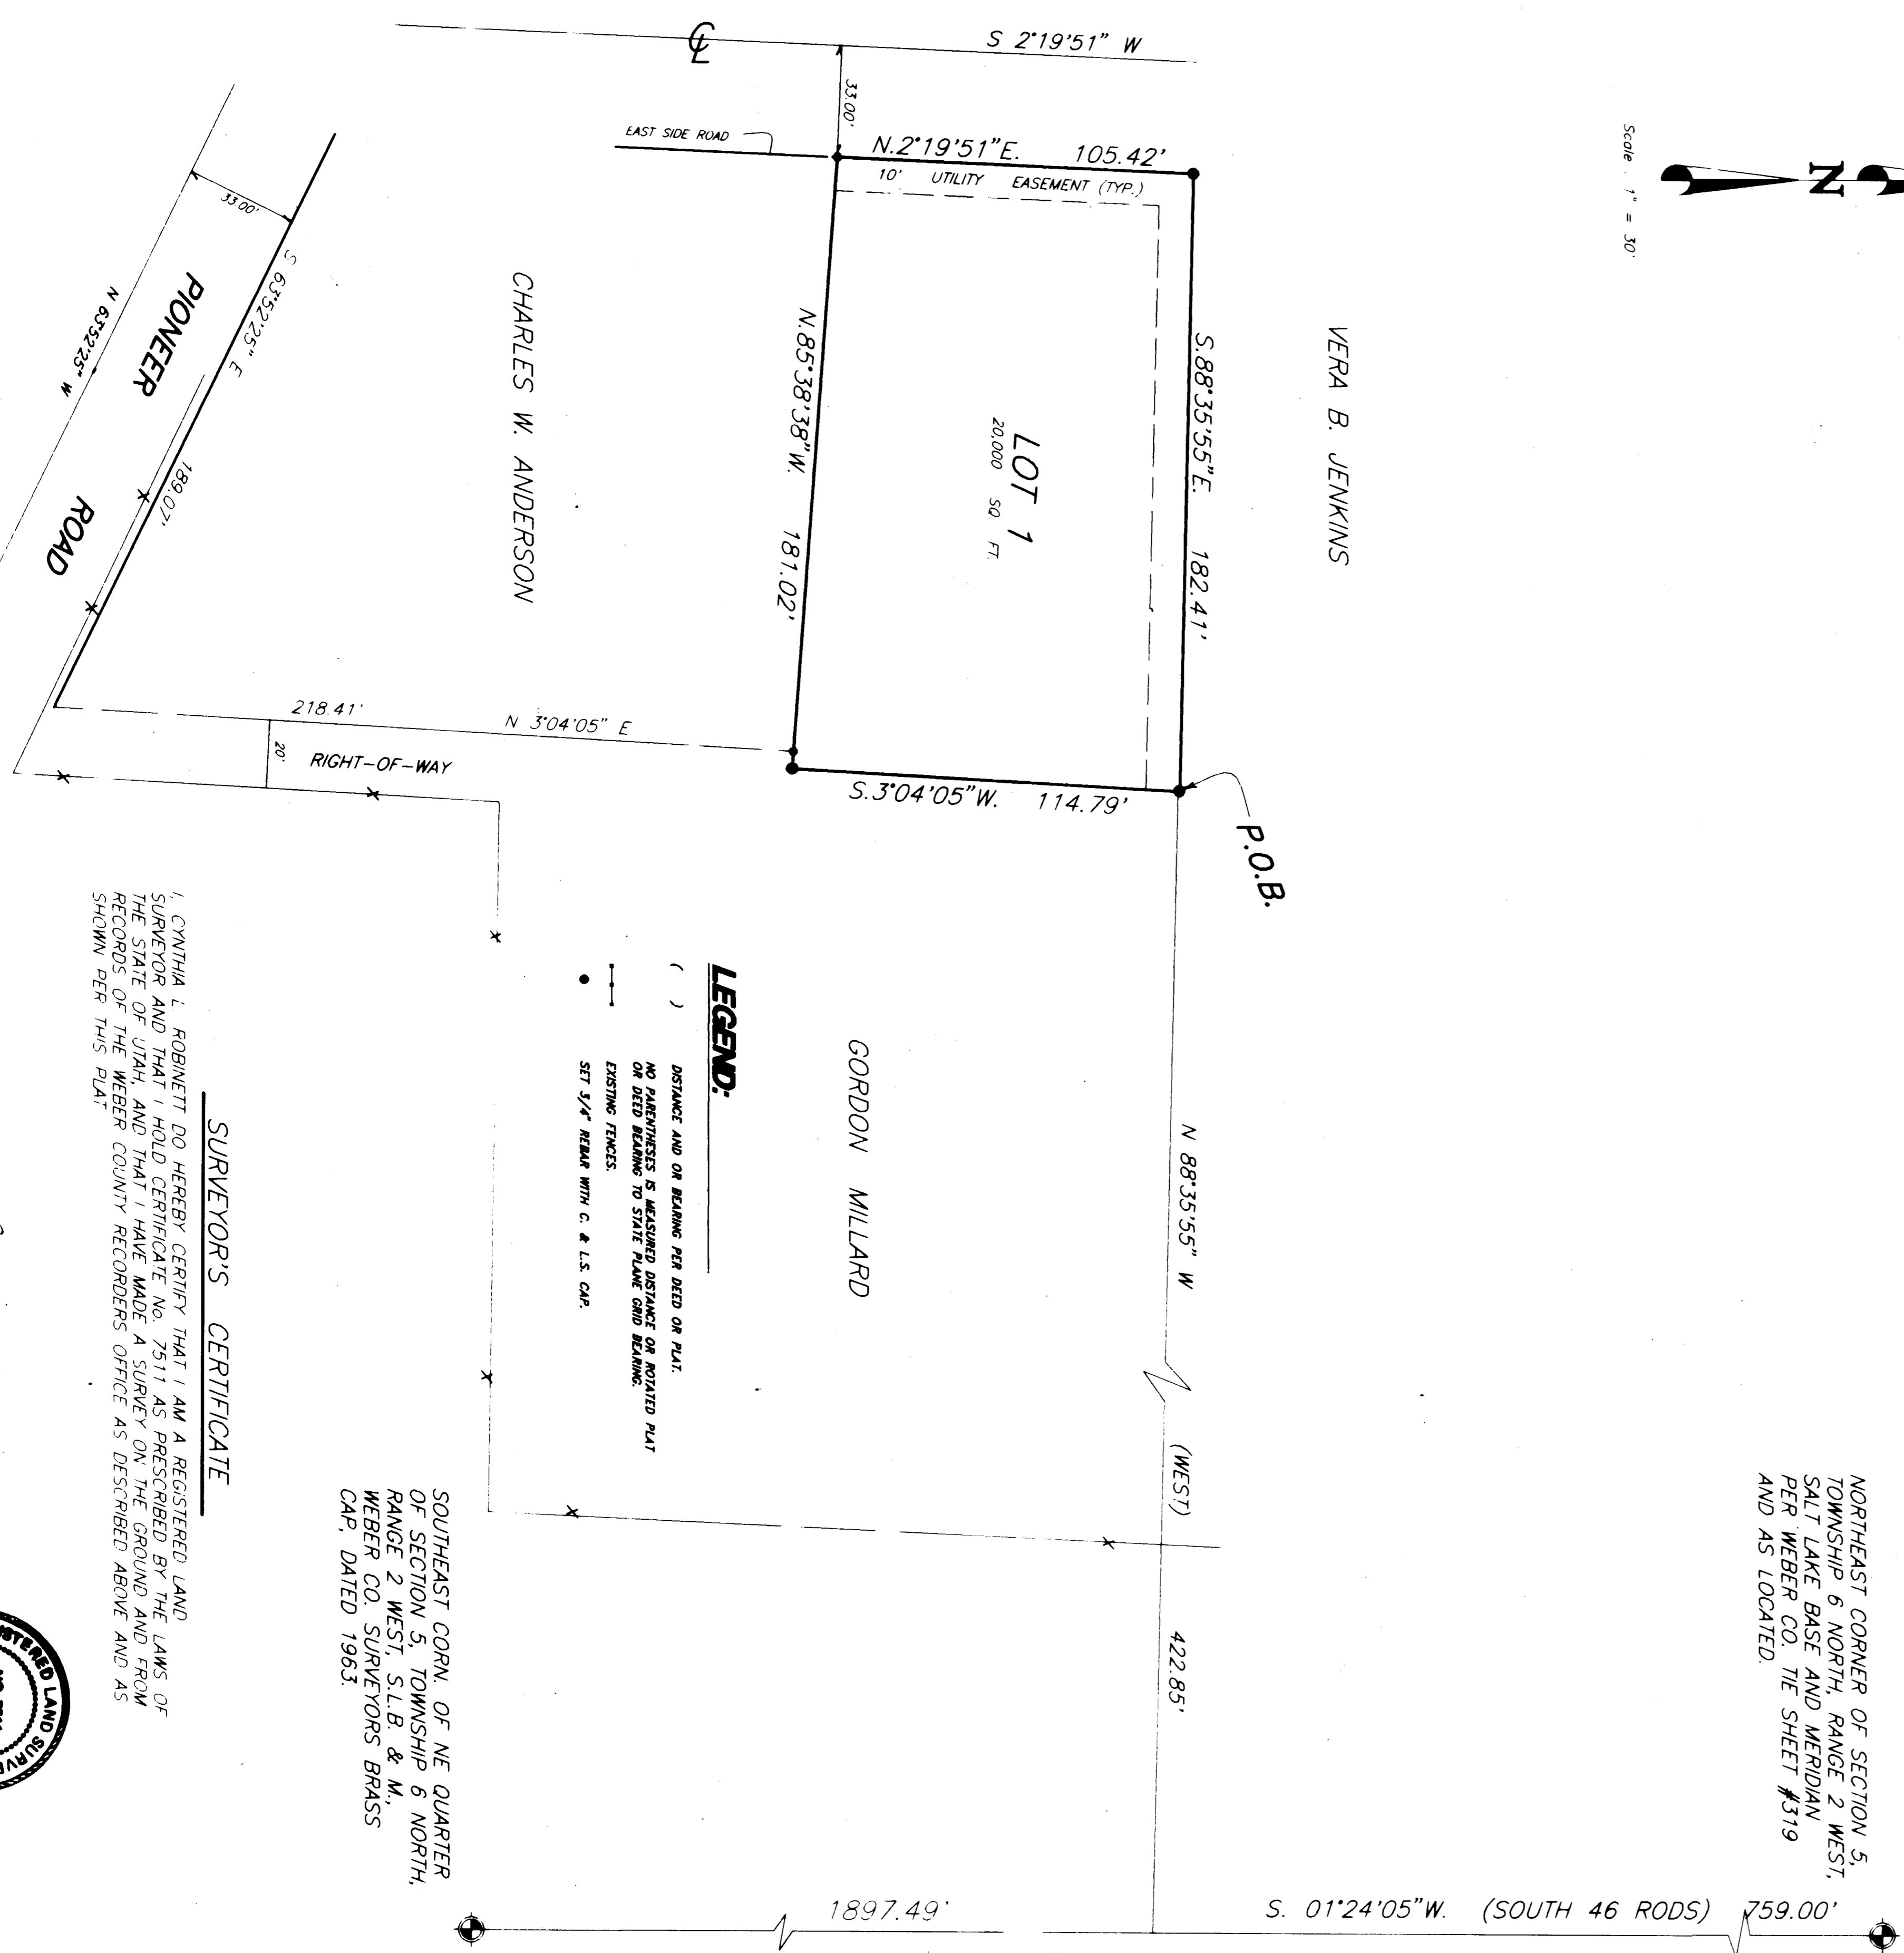 Scale 1" = 30'
N
NORTHEAST CORNER OF SECTION 5,
TOWNSHIP 6 NORTH, RANGE 2 WEST,
SALT LAKE BASE AND MERIDIAN
PER WEBER CO. TIE SHEET #319
AND AS LOCATED.
VERA B. JENKINS
P.O.B.
S.88°35'55"E. 182.41'
N 88°35'55" W (WEST) 422.85'
S 2°19'51" W
℄
33.00'
EAST SIDE ROAD
N.2°19'51"E. 105.42'
10' UTILITY EASEMENT (TYP.)
LOT 1
20,000 SQ. FT.
S.3°04'05"W. 114.79'
N.85°38'38"W. 181.02'
S. 01°24'05"W. (SOUTH 46 RODS) 759.00'
1897.49'
GORDON MILLARD
CHARLES W. ANDERSON
LEGEND:
( ) DISTANCE AND OR BEARING PER DEED OR PLAT.
NO PARENTHESES IS MEASURED DISTANCE OR ROTATED PLAT
OR DEED BEARING TO STATE PLANE GRID BEARING.
EXISTING FENCES.
SET 3/4" REBAR WITH C. & L.S. CAP.
N 3°04'05" E
218.41'
20'
RIGHT-OF-WAY
33.00'
S 63°52'25" E
189.07'
PIONEER ROAD
N 63°52'25" W
SOUTHEAST CORN. OF NE QUARTER
OF SECTION 5, TOWNSHIP 6 NORTH,
RANGE 2 WEST, S.L.B. & M.,
WEBER CO. SURVEYORS BRASS
CAP, DATED 1963.
SURVEYOR'S CERTIFICATE
I, CYNTHIA L. ROBINETT DO HEREBY CERTIFY THAT I AM A REGISTERED LAND
SURVEYOR AND THAT I HOLD CERTIFICATE No. 7511 AS PRESCRIBED BY THE LAWS OF
THE STATE OF UTAH, AND THAT I HAVE MADE A SURVEY ON THE GROUND AND FROM
RECORDS OF THE WEBER COUNTY RECORDERS OFFICE AS DESCRIBED ABOVE AND AS
SHOWN PER THIS PLAT
LAND